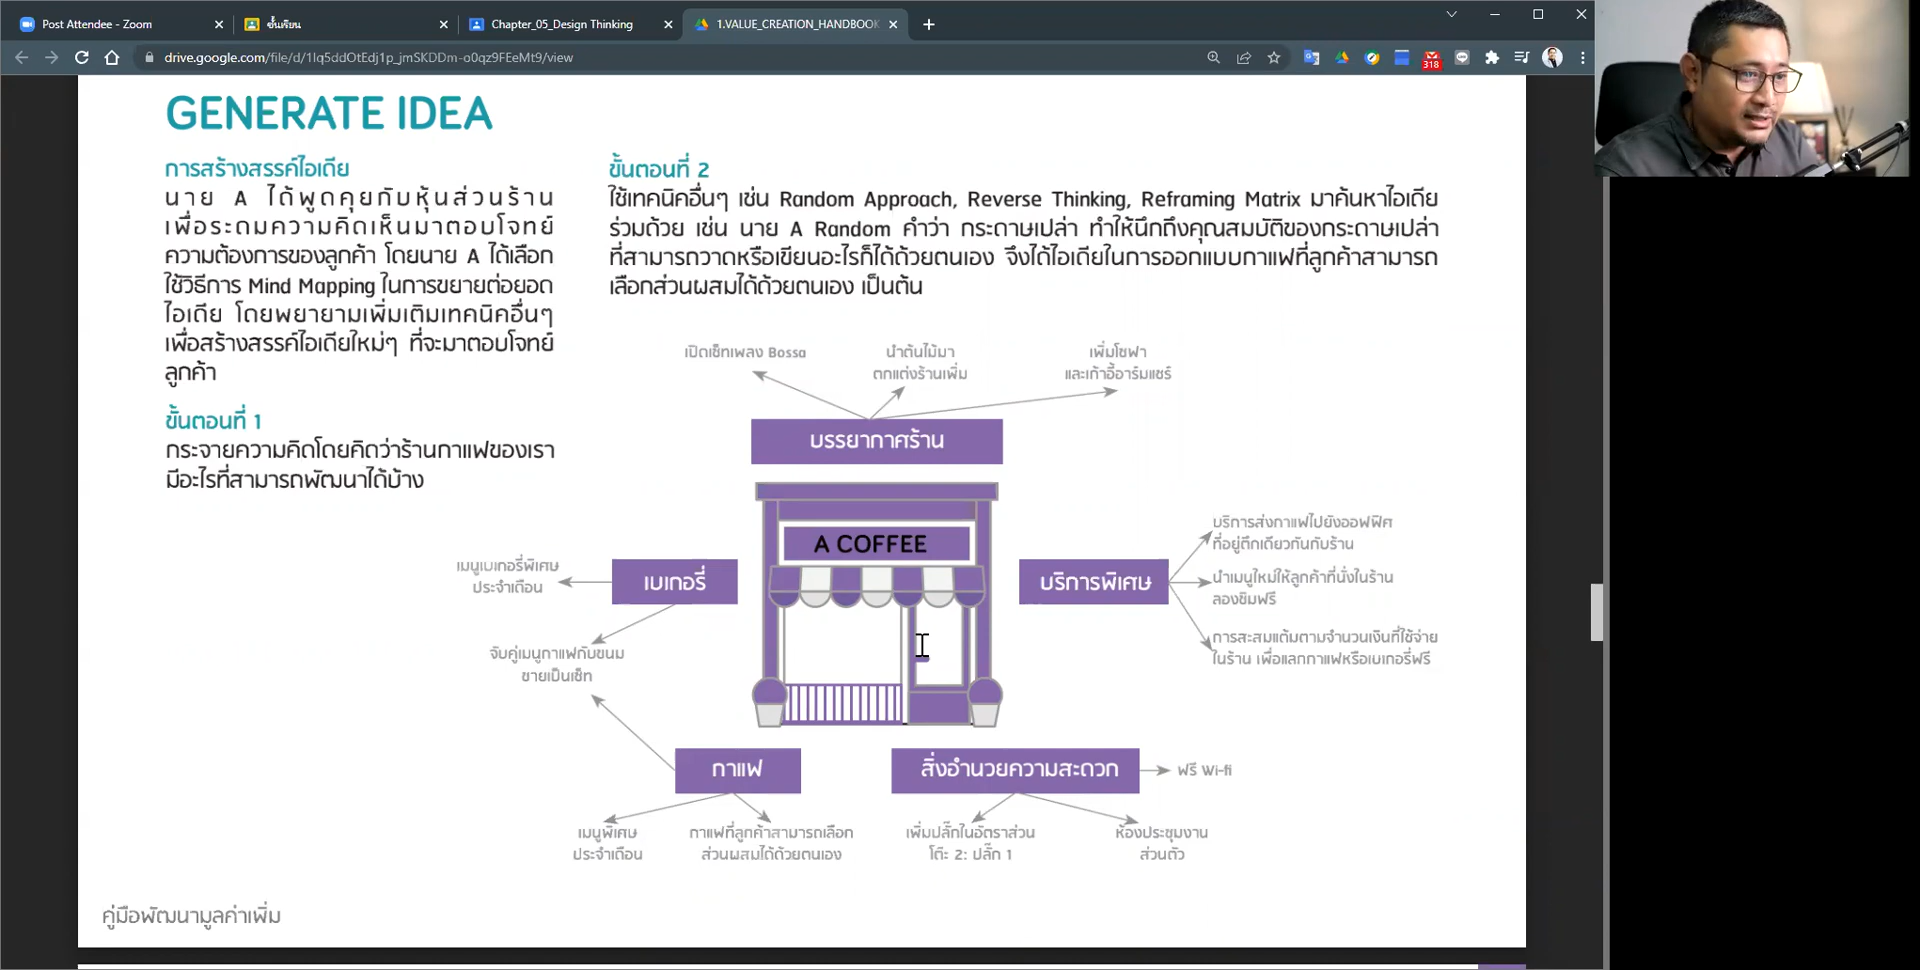 Post Attendee - Zoom
ชั้นเรียน
Chapter_05_Design Thinking
1.VALUE_CREATION_HANDBOOK
drive.google.com/file/d/1Iq5ddOtEdj1p_jmSKDDm-o0qz9FEeMt9/view
318
GENERATE IDEA
การสร้างสรรค์ไอเดีย
นาย A ได้พูดคุยกับหุ้นส่วนร้าน
เพื่อระดมความคิดเห็นมาตอบโจทย์
ความต้องการของลูกค้า โดยนาย A ได้เลือก
ใช้วิธีการ Mind Mapping ในการขยายต่อยอด
ไอเดีย โดยพยายามเพิ่มเติมเทคนิคอื่นๆ
เพื่อสร้างสรรค์ไอเดียใหม่ๆ ที่จะมาตอบโจทย์
ลูกค้า
ขั้นตอนที่ 1
กระจายความคิดโดยคิดว่าร้านกาแฟของเรา
มีอะไรที่สามารถพัฒนาได้บ้าง
ขั้นตอนที่ 2
ใช้เทคนิคอื่นๆ เช่น Random Approach, Reverse Thinking, Reframing Matrix มาค้นหาไอเดีย
ร่วมด้วย เช่น นาย A Random คำว่า กระดาษเปล่า ทำให้นึกถึงคุณสมบัติของกระดาษเปล่า
ที่สามารถวาดหรือเขียนอะไรก็ได้ด้วยตนเอง จึงได้ไอเดียในการออกแบบกาแฟที่ลูกค้าสามารถ
เลือกส่วนผสมได้ด้วยตนเอง เป็นต้น
เปิดเซ็ทเพลง Bossa
นำต้นไม้มา
ตกแต่งร้านเพิ่ม
เพิ่มโซฟา
และเก้าอี้อาร์มแชร์
บรรยากาศร้าน
A COFFEE
เมนูเบเกอรี่พิเศษ
ประจำเดือน
เบเกอรี่
บริการพิเศษ
บริการส่งกาแฟไปยังออฟฟิศ
ที่อยู่ตึกเดียวกันกับร้าน
นำเมนูใหม่ให้ลูกค้าที่นั่งในร้าน
ลองชิมฟรี
การสะสมแต้มตามจำนวนเงินที่ใช้จ่าย
ในร้าน เพื่อแลกกาแฟหรือเบเกอรี่ฟรี
จับคู่เมนูกาแฟกับขนม
ขายเป็นเซ็ท
กาแฟ
สิ่งอำนวยความสะดวก
ฟรี Wi-fi
เมนูพิเศษ
ประจำเดือน
กาแฟที่ลูกค้าสามารถเลือก
ส่วนผสมได้ด้วยตนเอง
เพิ่มปลั๊กในอัตราส่วน
โต๊ะ 2: ปลั๊ก 1
ห้องประชุมงาน
ส่วนตัว
คู่มือพัฒนามูลค่าเพิ่ม